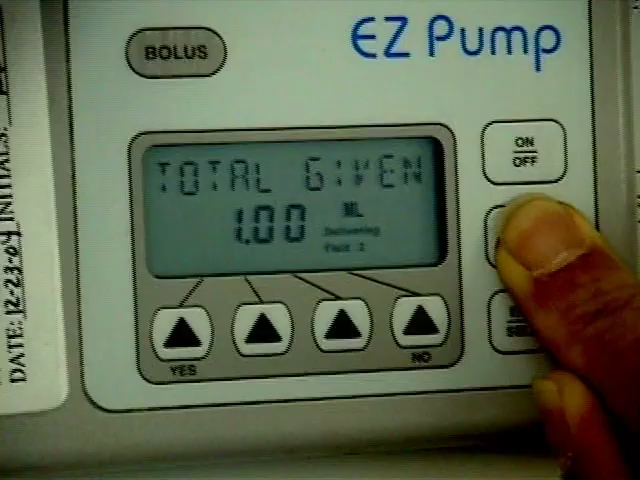 BOLUS
EZ Pump
ON
OFF
TOTAL GIVEN
1.00 ML
Delivering
YES
NO
DATE: 12-23-04 INITIALS: